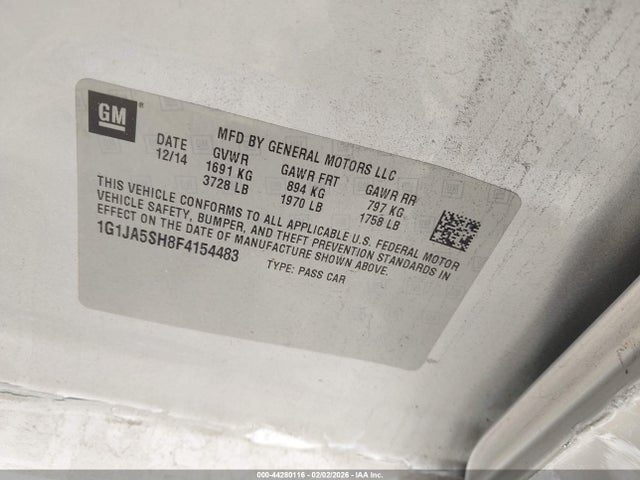 GM®
MFD BY GENERAL MOTORS LLC
DATE GVWR GAWR FRT GAWR RR
12/14 1691 KG 894 KG 797 KG
3728 LB 1970 LB 1758 LB
THIS VEHICLE CONFORMS TO ALL APPLICABLE U.S. FEDERAL MOTOR
VEHICLE SAFETY, BUMPER, AND THEFT PREVENTION STANDARDS IN
EFFECT ON THE DATE OF MANUFACTURE SHOWN ABOVE.
1G1JA5SH8F4154483 TYPE: PASS CAR
000-44280116 - 02/02/2026 - IAAI, Inc.